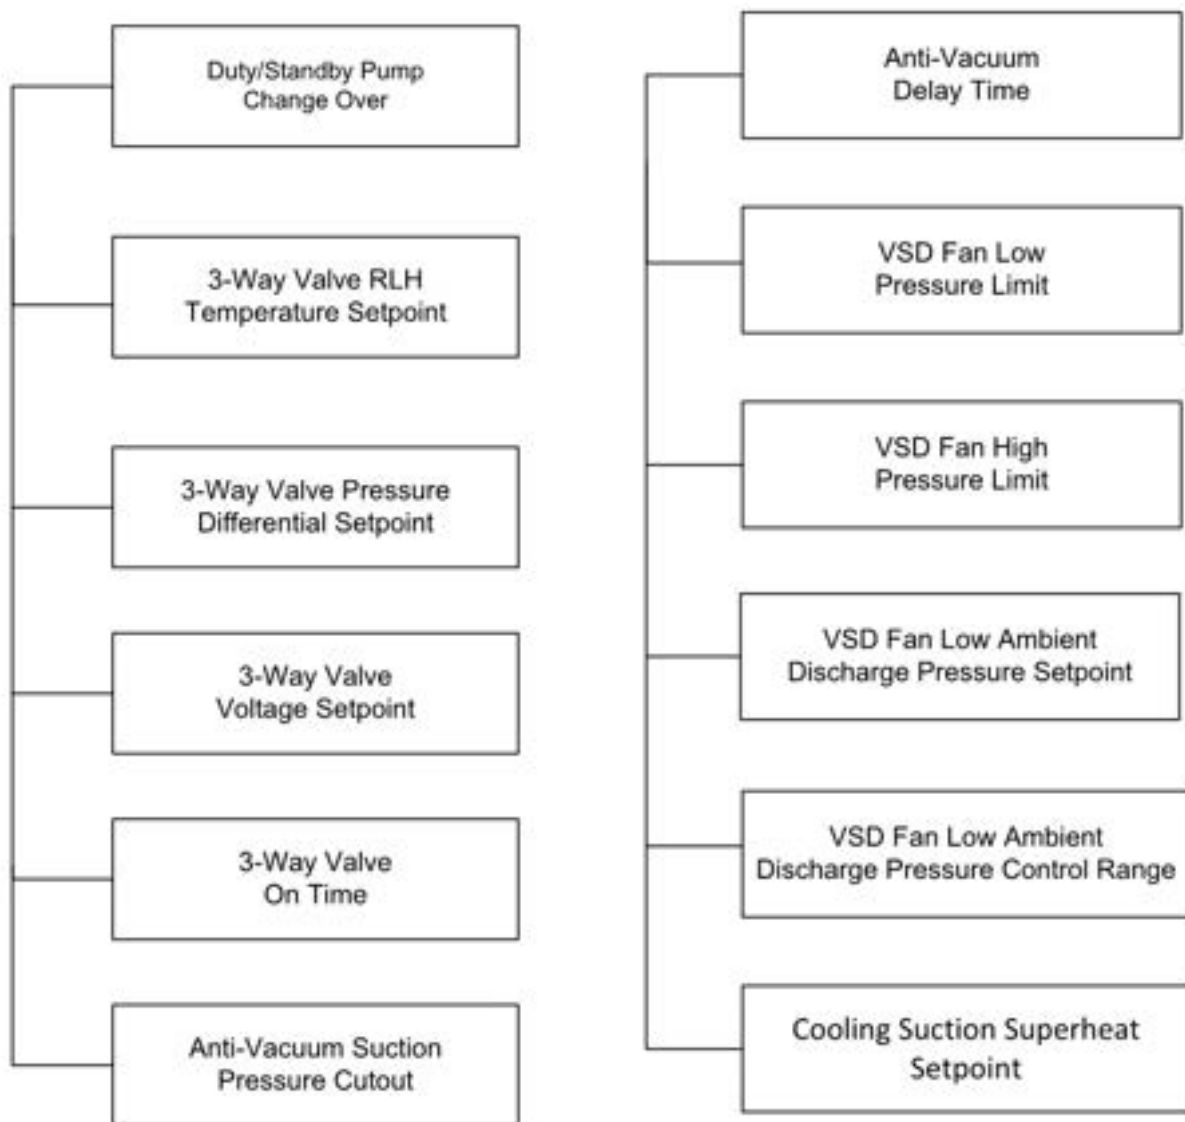 Duty/Standby Pump
Change Over
3-Way Valve RLH
Temperature Setpoint
3-Way Valve Pressure
Differential Setpoint
3-Way Valve
Voltage Setpoint
3-Way Valve
On Time
Anti-Vacuum Suction
Pressure Cutout
Anti-Vacuum
Delay Time
VSD Fan Low
Pressure Limit
VSD Fan High
Pressure Limit
VSD Fan Low Ambient
Discharge Pressure Setpoint
VSD Fan Low Ambient
Discharge Pressure Control Range
Cooling Suction Superheat
Setpoint